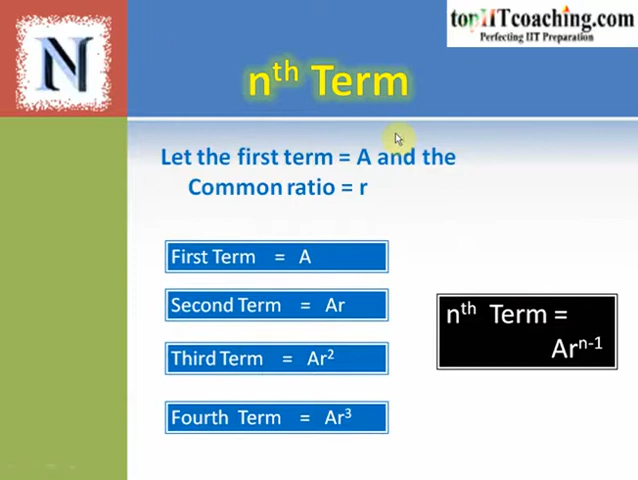 topIITcoaching.com
Perfecting IIT Preparation
N
nth Term
Let the first term = A and the
Common ratio = r
First Term = A
Second Term = Ar
Third Term = Ar²
Fourth Term = Ar³
nth Term =
Arⁿ⁻¹